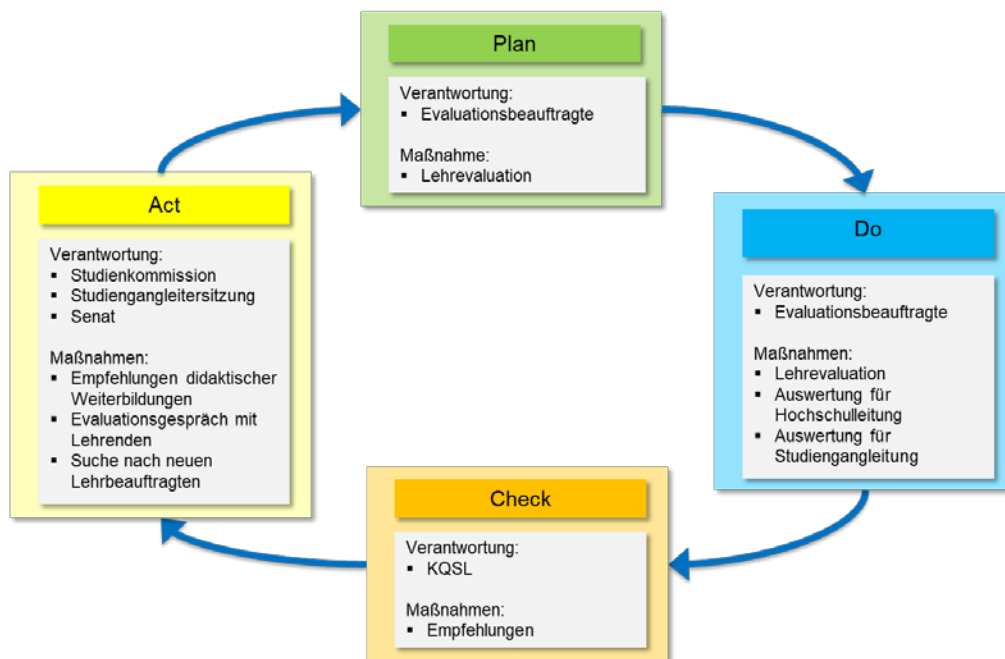 Plan
Verantwortung:
▪ Evaluationsbeauftragte
Maßnahme:
▪ Lehrevaluation
Do
Verantwortung:
▪ Evaluationsbeauftragte
Maßnahmen:
▪ Lehrevaluation
▪ Auswertung für
Hochschulleitung
▪ Auswertung für
Studiengangleitung
Check
Verantwortung:
▪ KQSL
Maßnahmen:
▪ Empfehlungen
Act
Verantwortung:
▪ Studienkommission
▪ Studiengangleitersitzung
▪ Senat
Maßnahmen:
▪ Empfehlungen didaktischer
Weiterbildungen
▪ Evaluationsgespräch mit
Lehrenden
▪ Suche nach neuen
Lehrbeauftragten